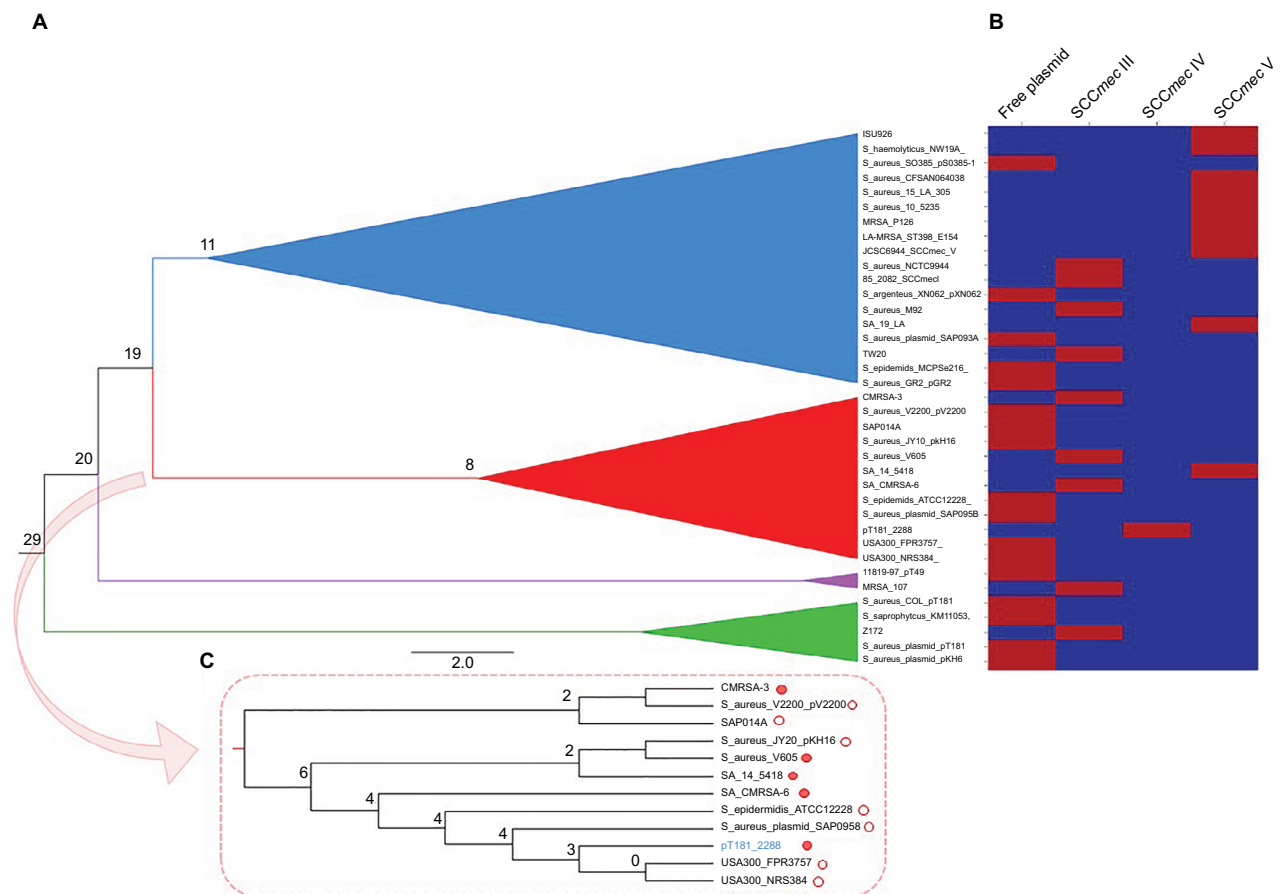 A
B
Free plasmid
SCCmec III
SCCmec IV
SCCmec V
ISU926
S_haemolyticus_NW19A_
S_aureus_SO385_pS0385-1
S_aureus_CFSAN064038
S_aureus_15_LA_305
S_aureus_10_5235
MRSA_P126
LA-MRSA_ST398_E154
JCSC6944_SCCmec_V
S_aureus_NCTC9944
85_2082_SCCmecI
S_argenteus_XN062_pXN062
S_aureus_M92
SA_19_LA
S_aureus_plasmid_SAP093A
TW20
S_epidemids_MCPSe216_
S_aureus_GR2_pGR2
CMRSA-3
S_aureus_V2200_pV2200
SAP014A
S_aureus_JY10_pkH16
S_aureus_V605
SA_14_5418
SA_CMRSA-6
S_epidemids_ATCC12228_
S_aureus_plasmid_SAP095B
pT181_2288
USA300_FPR3757_
USA300_NRS384_
11819-97_pT49
MRSA_107
S_aureus_COL_pT181
S_saprophytcus_KM11053,
Z172
S_aureus_plasmid_pT181
S_aureus_plasmid_pKH6
11
19
8
20
29
2.0
C
CMRSA-3
2
S_aureus_V2200_pV2200
SAP014A
S_aureus_JY20_pKH16
2
S_aureus_V605
6
SA_14_5418
4
SA_CMRSA-6
4
S_epidermidis_ATCC12228
4
S_aureus_plasmid_SAP0958
3
pT181_2288
0
USA300_FPR3757
USA300_NRS384